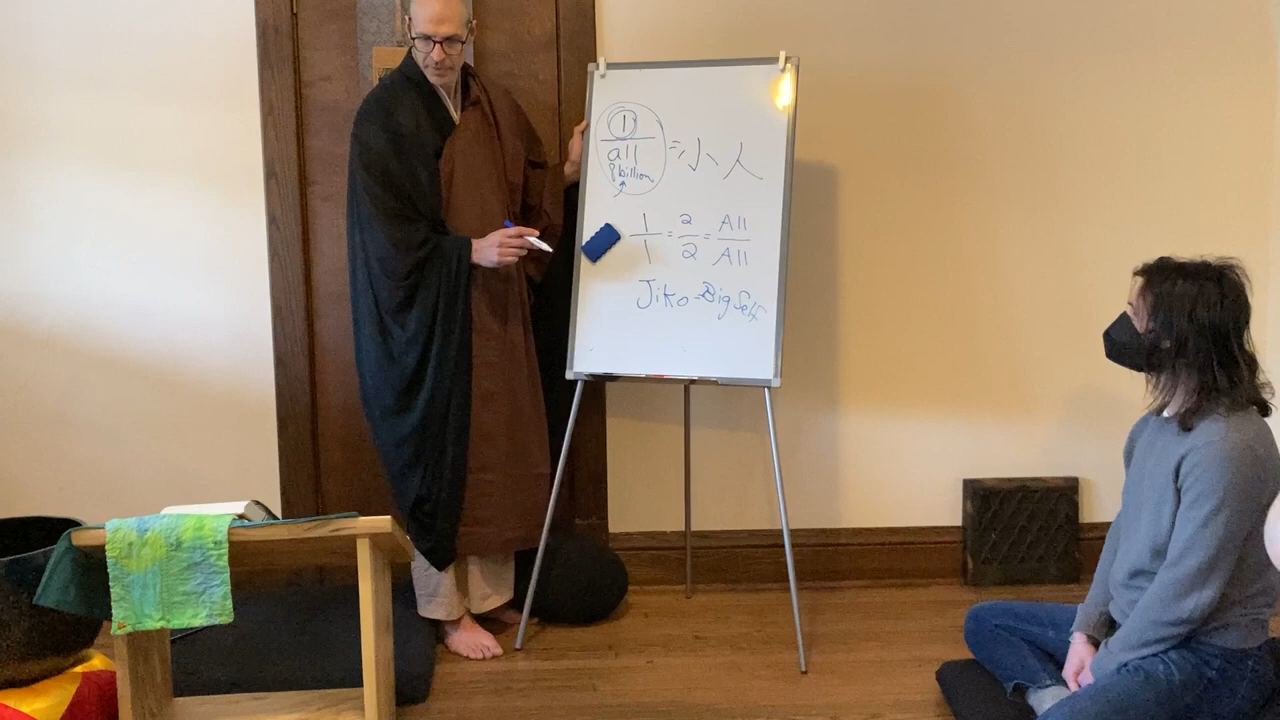 ① = 小人
all
8 billion
1/1 = 2/2 = All/All
Jiko - Big Self